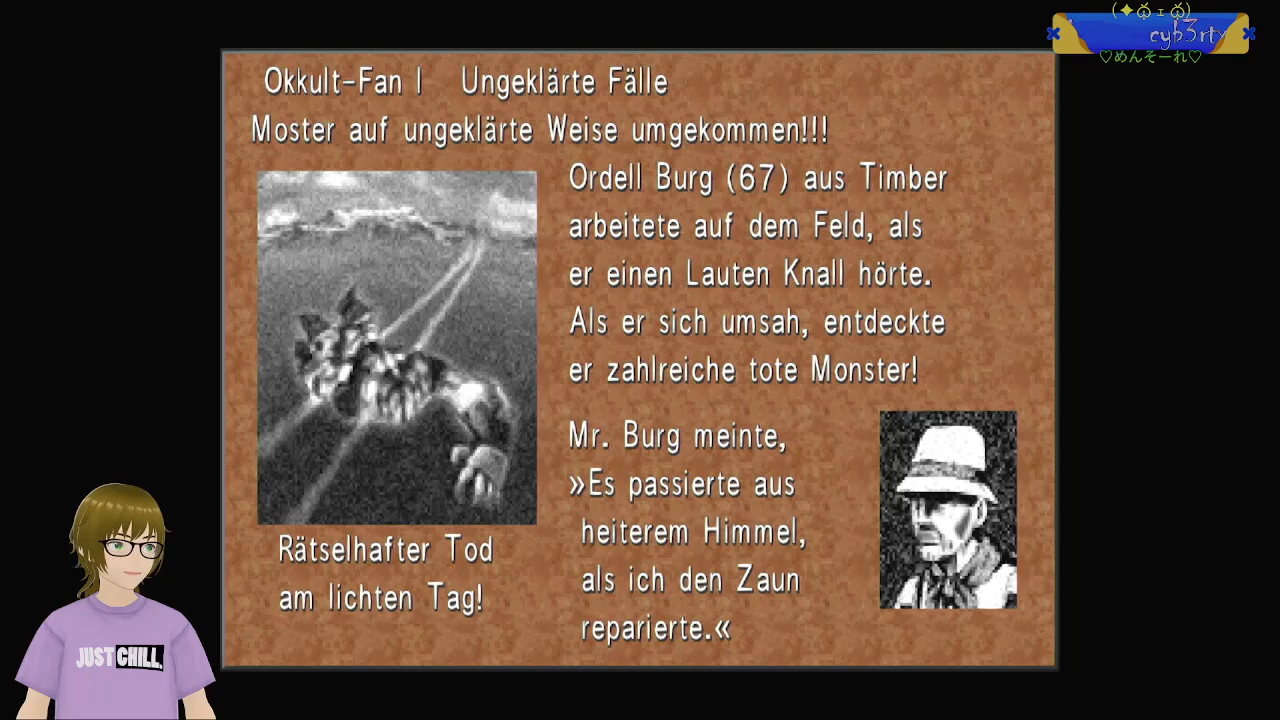 (✦ӫ ɪ ӫ)
cyb3rty
♡めんそーれ♡
Okkult-Fan I Ungeklärte Fälle
Moster auf ungeklärte Weise umgekommen!!!
Ordell Burg (67) aus Timber
arbeitete auf dem Feld, als
er einen Lauten Knall hörte.
Als er sich umsah, entdeckte
er zahlreiche tote Monster!
Mr. Burg meinte,
»Es passierte aus
heiterem Himmel,
als ich den Zaun
reparierte.«
Rätselhafter Tod
am lichten Tag!
JUST CHILL.